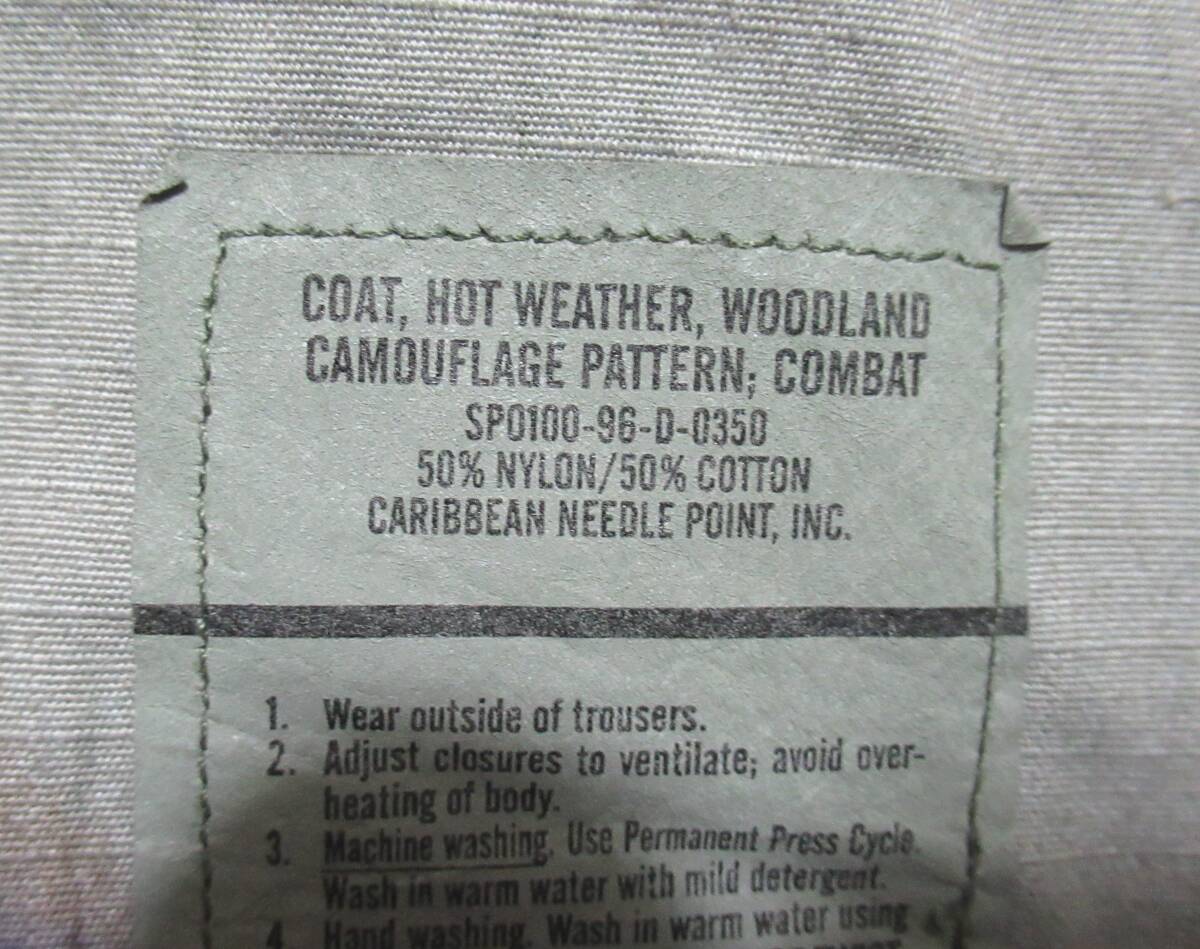 COAT, HOT WEATHER, WOODLAND
CAMOUFLAGE PATTERN; COMBAT
SPO100-96-D-0350
50% NYLON/50% COTTON
CARIBBEAN NEEDLE POINT, INC.
1. Wear outside of trousers.
2. Adjust closures to ventilate; avoid over-
heating of body.
3. Machine washing. Use Permanent Press Cycle.
Wash in warm water with mild detergent.
4. Hand washing. Wash in warm water using